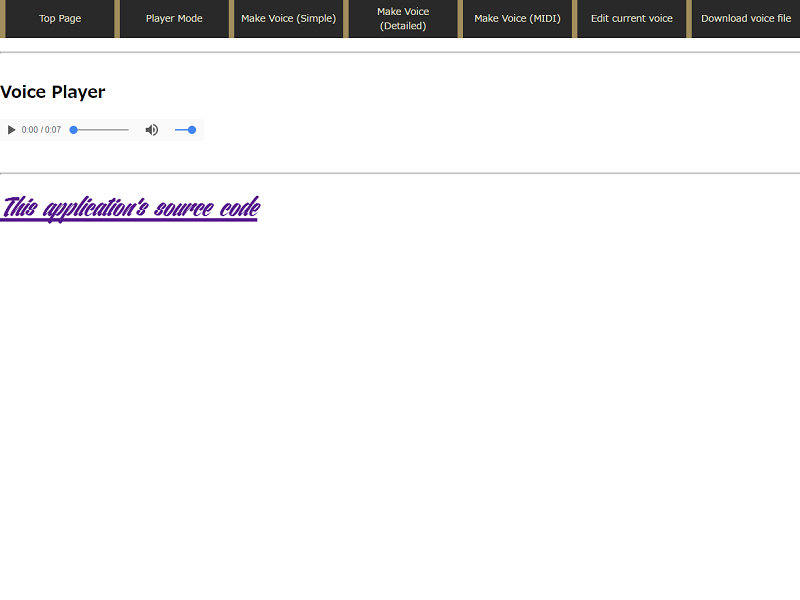 Top Page
Player Mode
Make Voice (Simple)
Make Voice
(Detailed)
Make Voice (MIDI)
Edit current voice
Download voice file
Voice Player
0:00 / 0:07
This application's source code